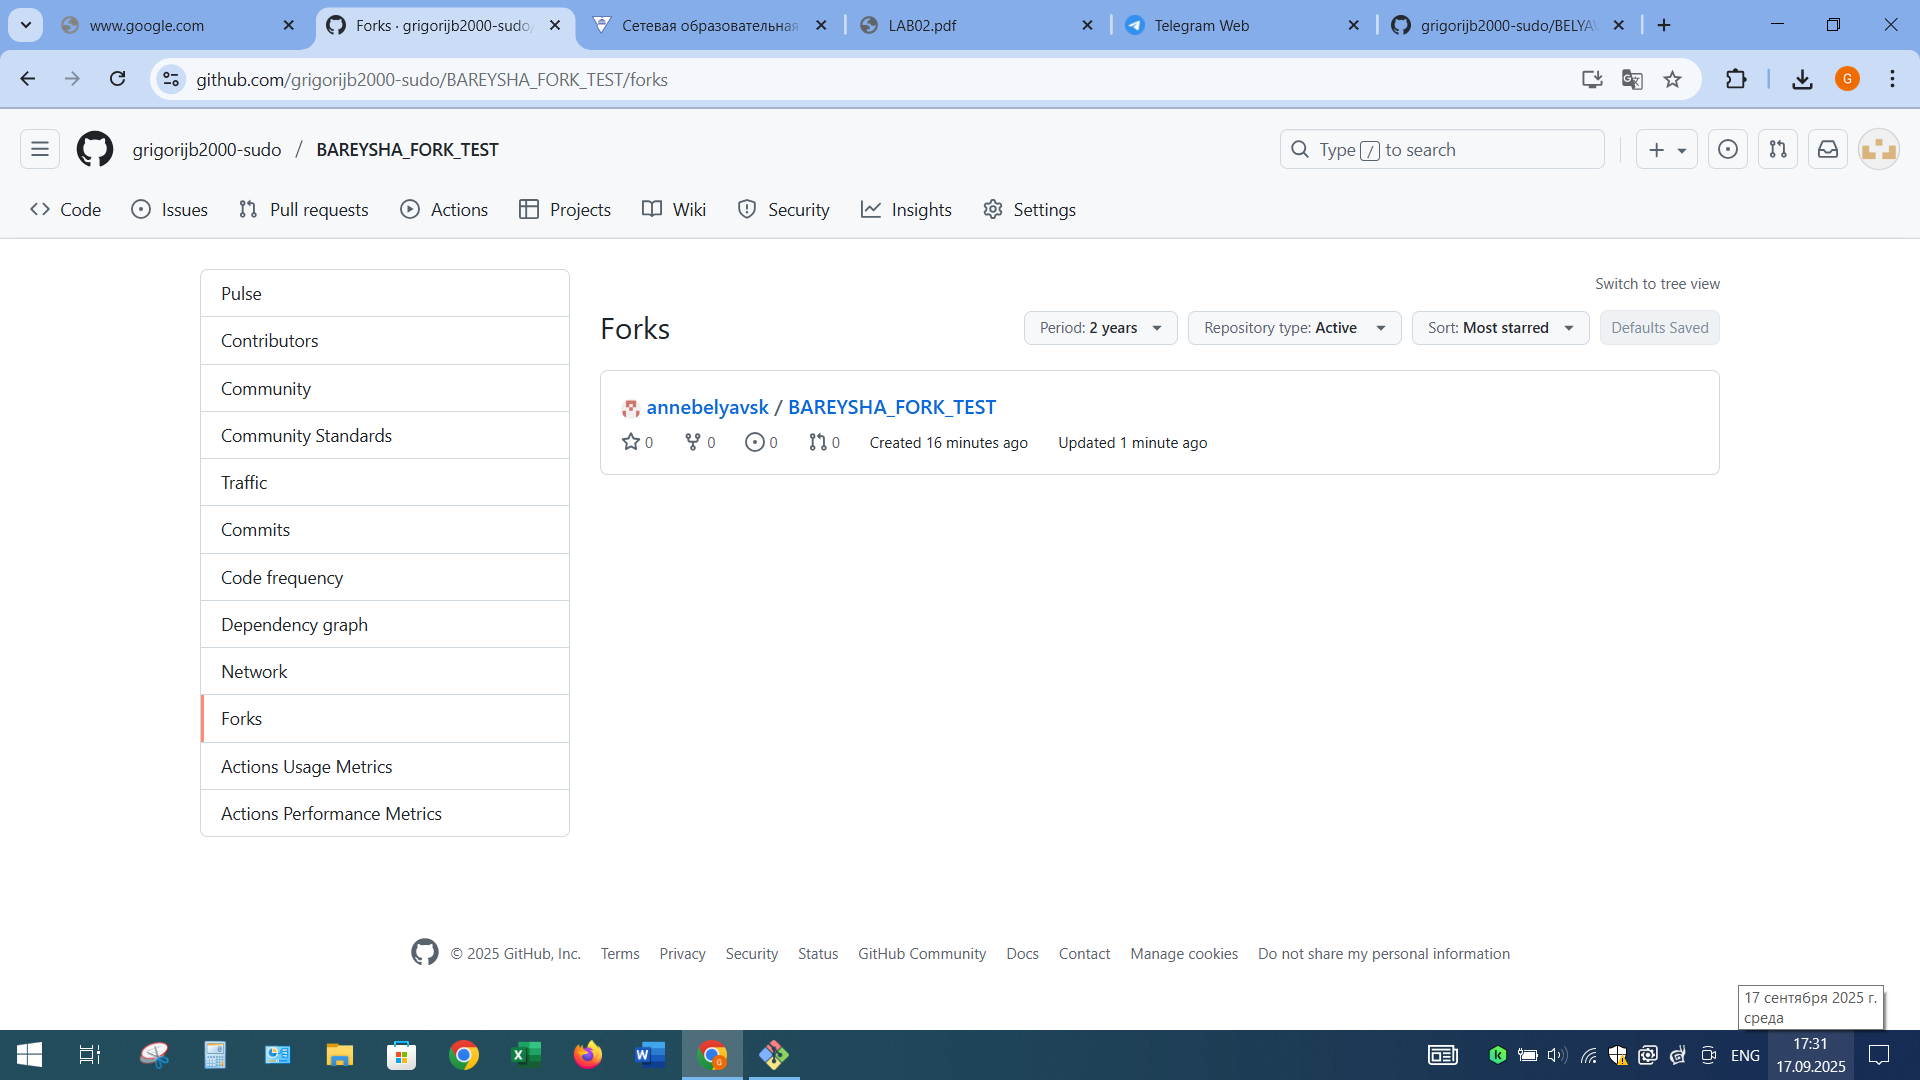 www.google.com
Forks · grigorijb2000-sudo/
Сетевая образовательная
LAB02.pdf
Telegram Web
grigorijb2000-sudo/BELYAV
github.com/grigorijb2000-sudo/BAREYSHA_FORK_TEST/forks
G
grigorijb2000-sudo / BAREYSHA_FORK_TEST
Type / to search
Code
Issues
Pull requests
Actions
Projects
Wiki
Security
Insights
Settings
Pulse
Contributors
Community
Community Standards
Traffic
Commits
Code frequency
Dependency graph
Network
Forks
Actions Usage Metrics
Actions Performance Metrics
Switch to tree view
Forks
Period: 2 years
Repository type: Active
Sort: Most starred
Defaults Saved
annebelyavsk / BAREYSHA_FORK_TEST
0 0 0 0 Created 16 minutes ago Updated 1 minute ago
© 2025 GitHub, Inc. Terms Privacy Security Status GitHub Community Docs Contact Manage cookies Do not share my personal information
17 сентября 2025 г.
среда
ENG
17:31
17.09.2025